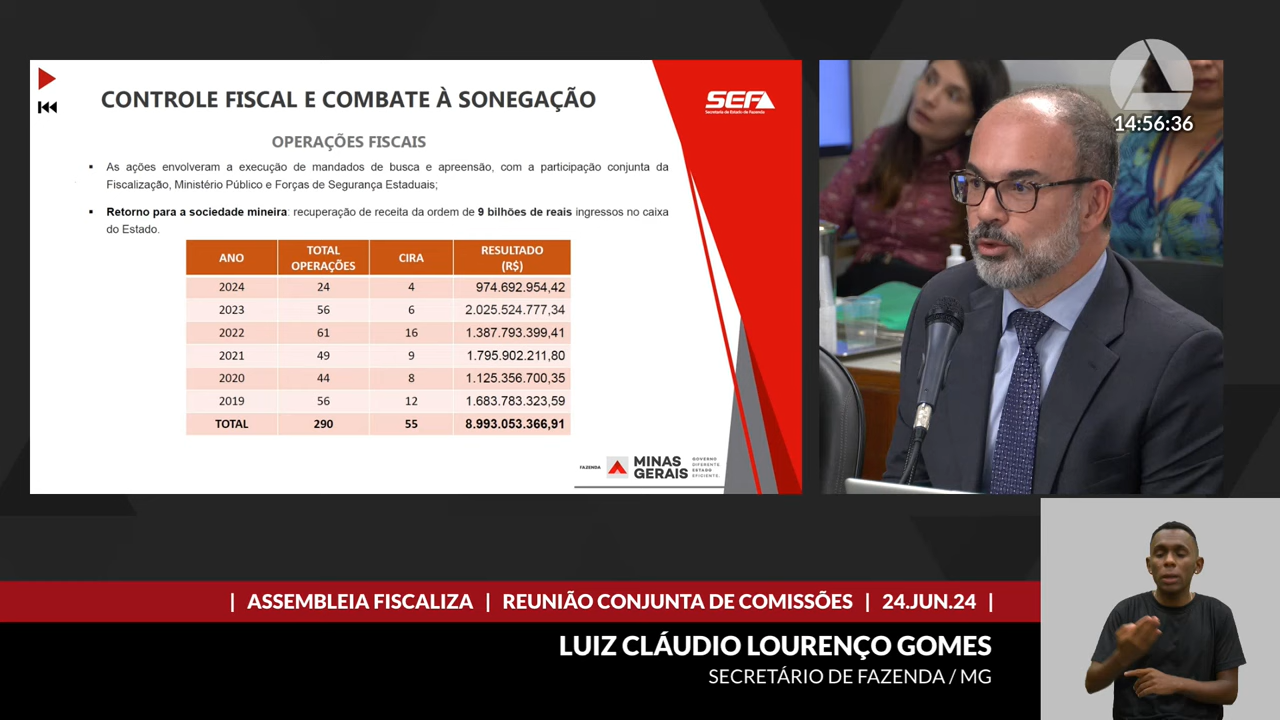 CONTROLE FISCAL E COMBATE À SONEGAÇÃO
SEF
Secretaria de Estado de Fazenda
OPERAÇÕES FISCAIS
▪ As ações envolveram a execução de mandados de busca e apreensão, com a participação conjunta da
Fiscalização, Ministério Público e Forças de Segurança Estaduais;
▪ Retorno para a sociedade mineira: recuperação de receita da ordem de 9 bilhões de reais ingressos no caixa
do Estado.
ANO TOTAL OPERAÇÕES CIRA RESULTADO (R$)
2024 24 4 974.692.954,42
2023 56 6 2.025.524.777,34
2022 61 16 1.387.793.399,41
2021 49 9 1.795.902.211,80
2020 44 8 1.125.356.700,35
2019 56 12 1.683.783.323,59
TOTAL 290 55 8.993.053.366,91
FAZENDA
MINAS
GERAIS
GOVERNO
DIFERENTE
ESTADO
EFICIENTE.
14:56:36
| ASSEMBLEIA FISCALIZA | REUNIÃO CONJUNTA DE COMISSÕES | 24.JUN.24 |
LUIZ CLÁUDIO LOURENÇO GOMES
SECRETÁRIO DE FAZENDA / MG